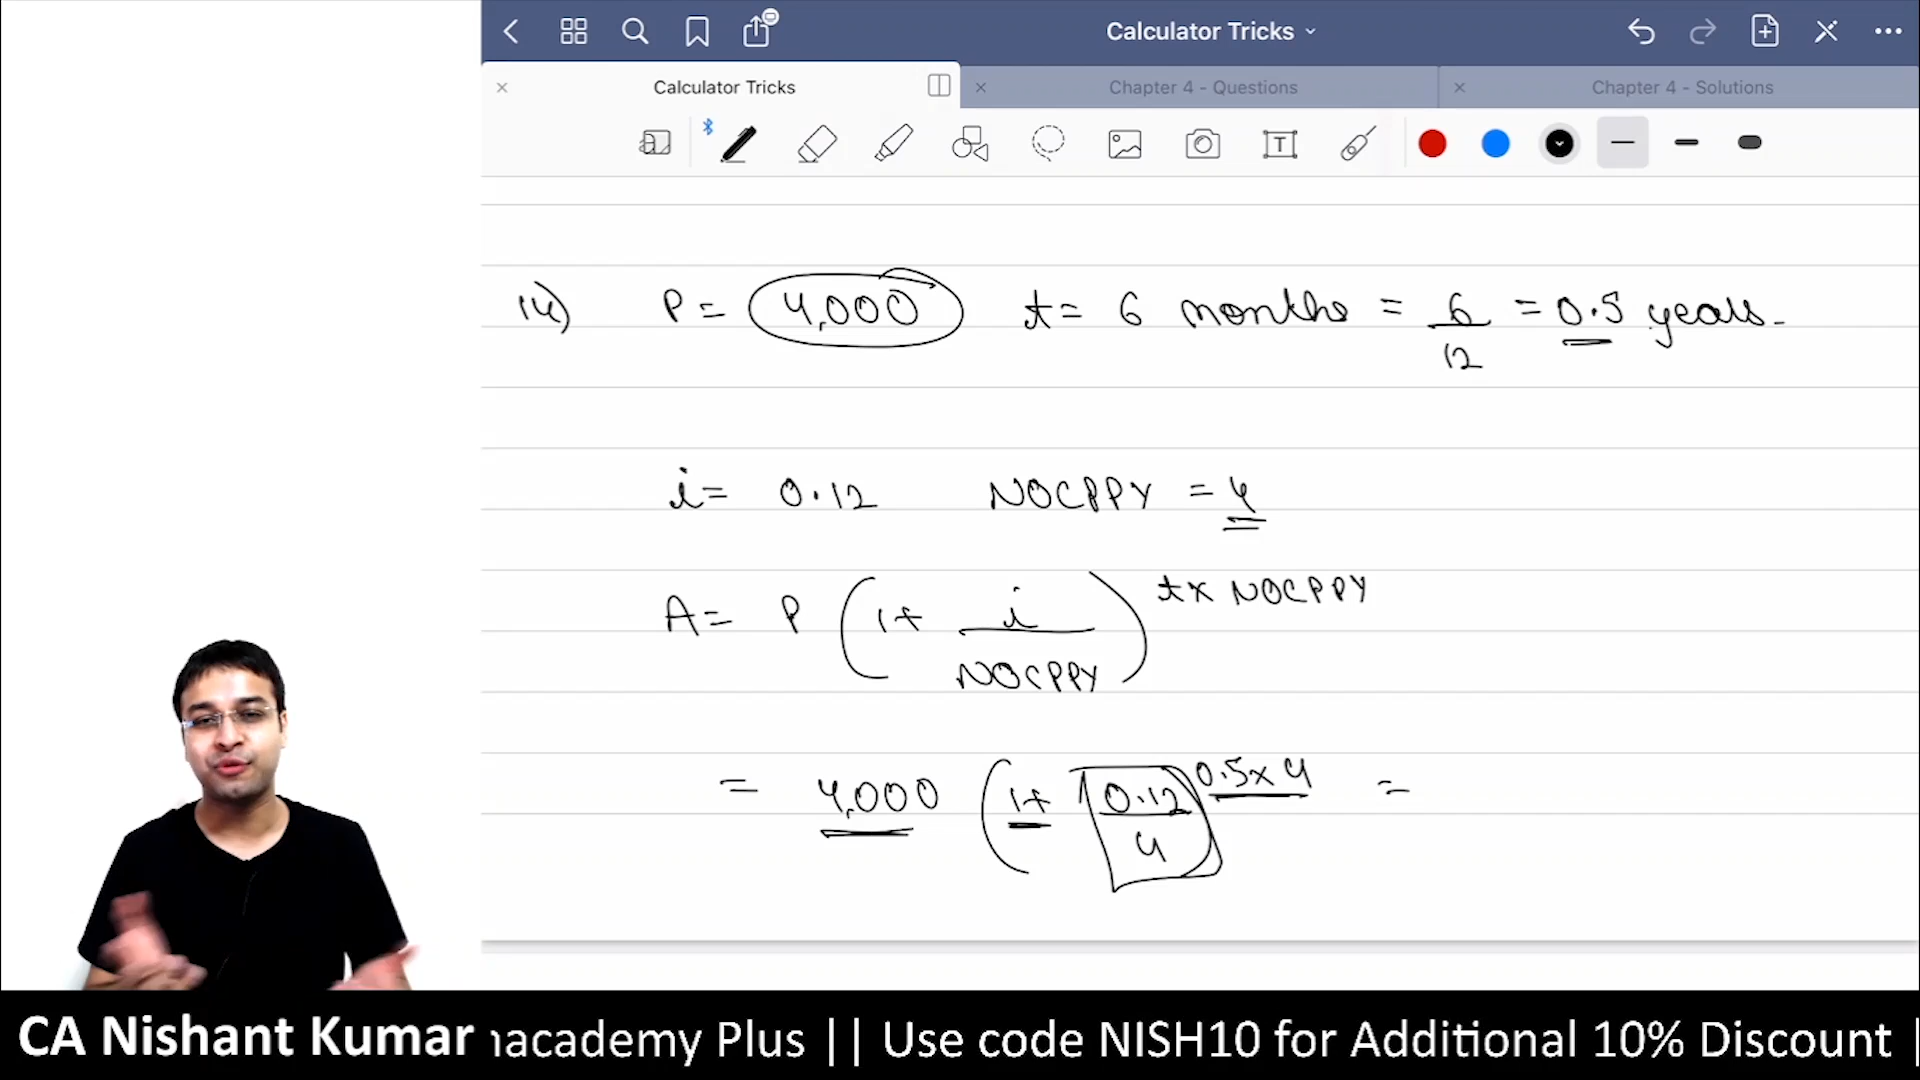 Calculator Tricks
Calculator Tricks
Chapter 4 - Questions
Chapter 4 - Solutions
14) P = 4,000 t = 6 months = 6/12 = 0.5 years.
i = 0.12 NOCPPY = 4
A = P (1 + i/NOCPPY)^t x NOCPPY
= 4,000 (1 + 0.12/4)^0.5 x 4 =
CA Nishant Kumar nacademy Plus || Use code NISH10 for Additional 10% Discount |